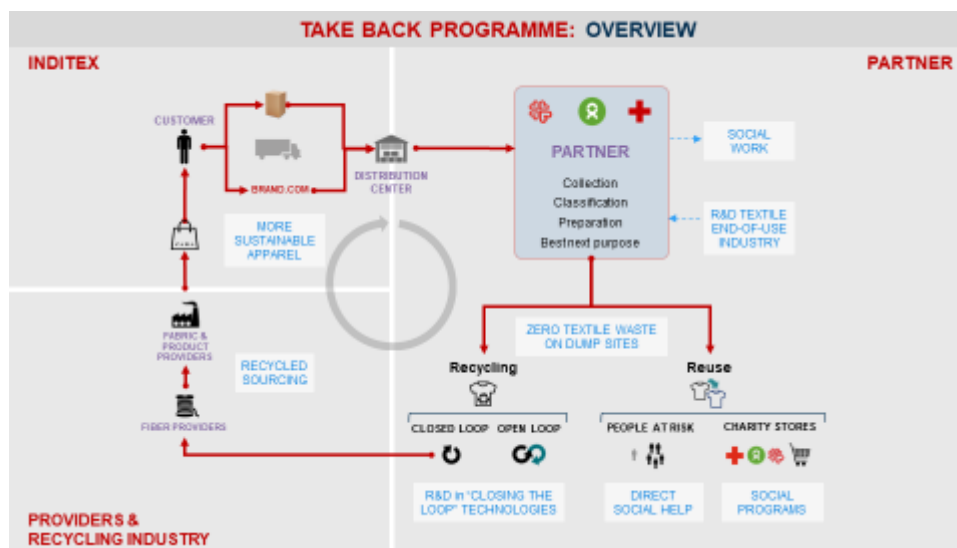 TAKE BACK PROGRAMME: OVERVIEW
INDITEX
PARTNER
CUSTOMER
BRAND.COM
DISTRIBUTION
CENTER
MORE
SUSTAINABLE
APPAREL
PARTNER
Collection
Classification
Preparation
Best next purpose
SOCIAL
WORK
R&D TEXTILE
END-OF-USE
INDUSTRY
FABRIC &
PRODUCT
PROVIDERS
RECYCLED
SOURCING
FIBER PROVIDERS
ZERO TEXTILE WASTE
ON DUMP SITES
Recycling
Reuse
CLOSED LOOP
OPEN LOOP
PEOPLE AT RISK
CHARITY STORES
R&D in "CLOSING THE
LOOP" TECHNOLOGIES
DIRECT
SOCIAL HELP
SOCIAL
PROGRAMS
PROVIDERS &
RECYCLING INDUSTRY